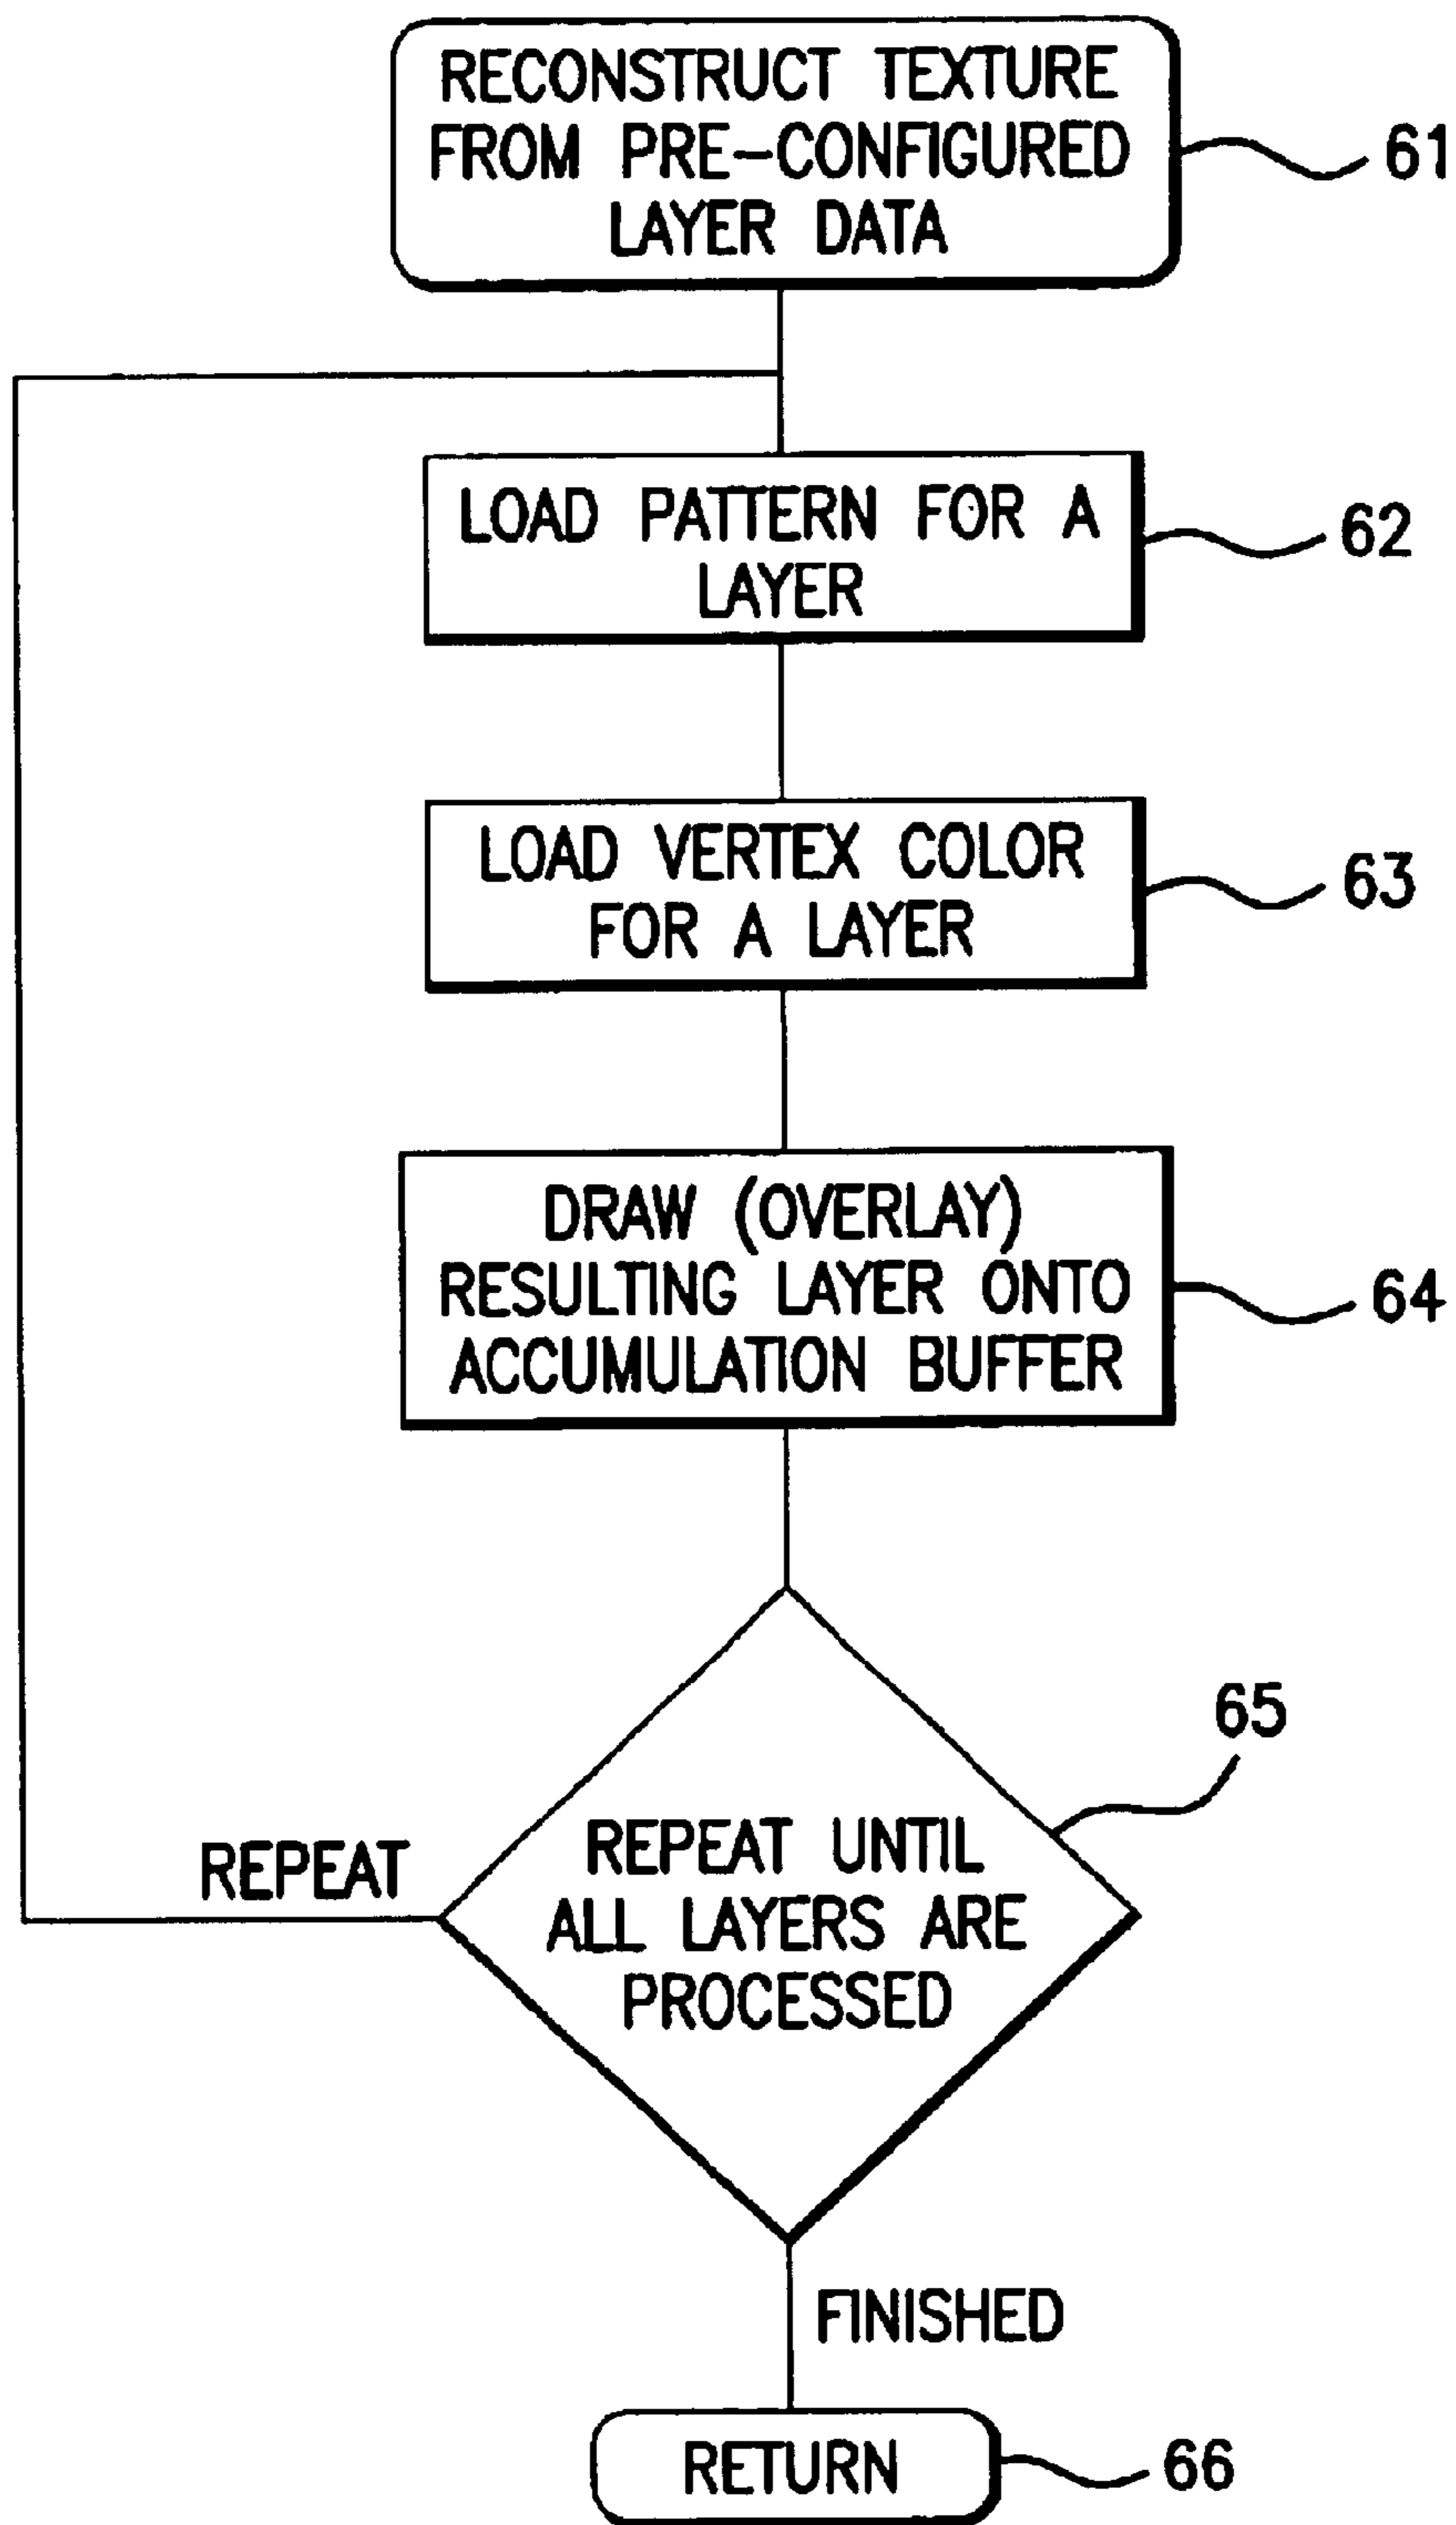 RECONSTRUCT TEXTURE
FROM PRE-CONFIGURED
LAYER DATA
61
LOAD PATTERN FOR A
LAYER
62
LOAD VERTEX COLOR
FOR A LAYER
63
DRAW (OVERLAY)
RESULTING LAYER ONTO
ACCUMULATION BUFFER
64
65
REPEAT UNTIL
ALL LAYERS ARE
PROCESSED
REPEAT
FINISHED
RETURN
66